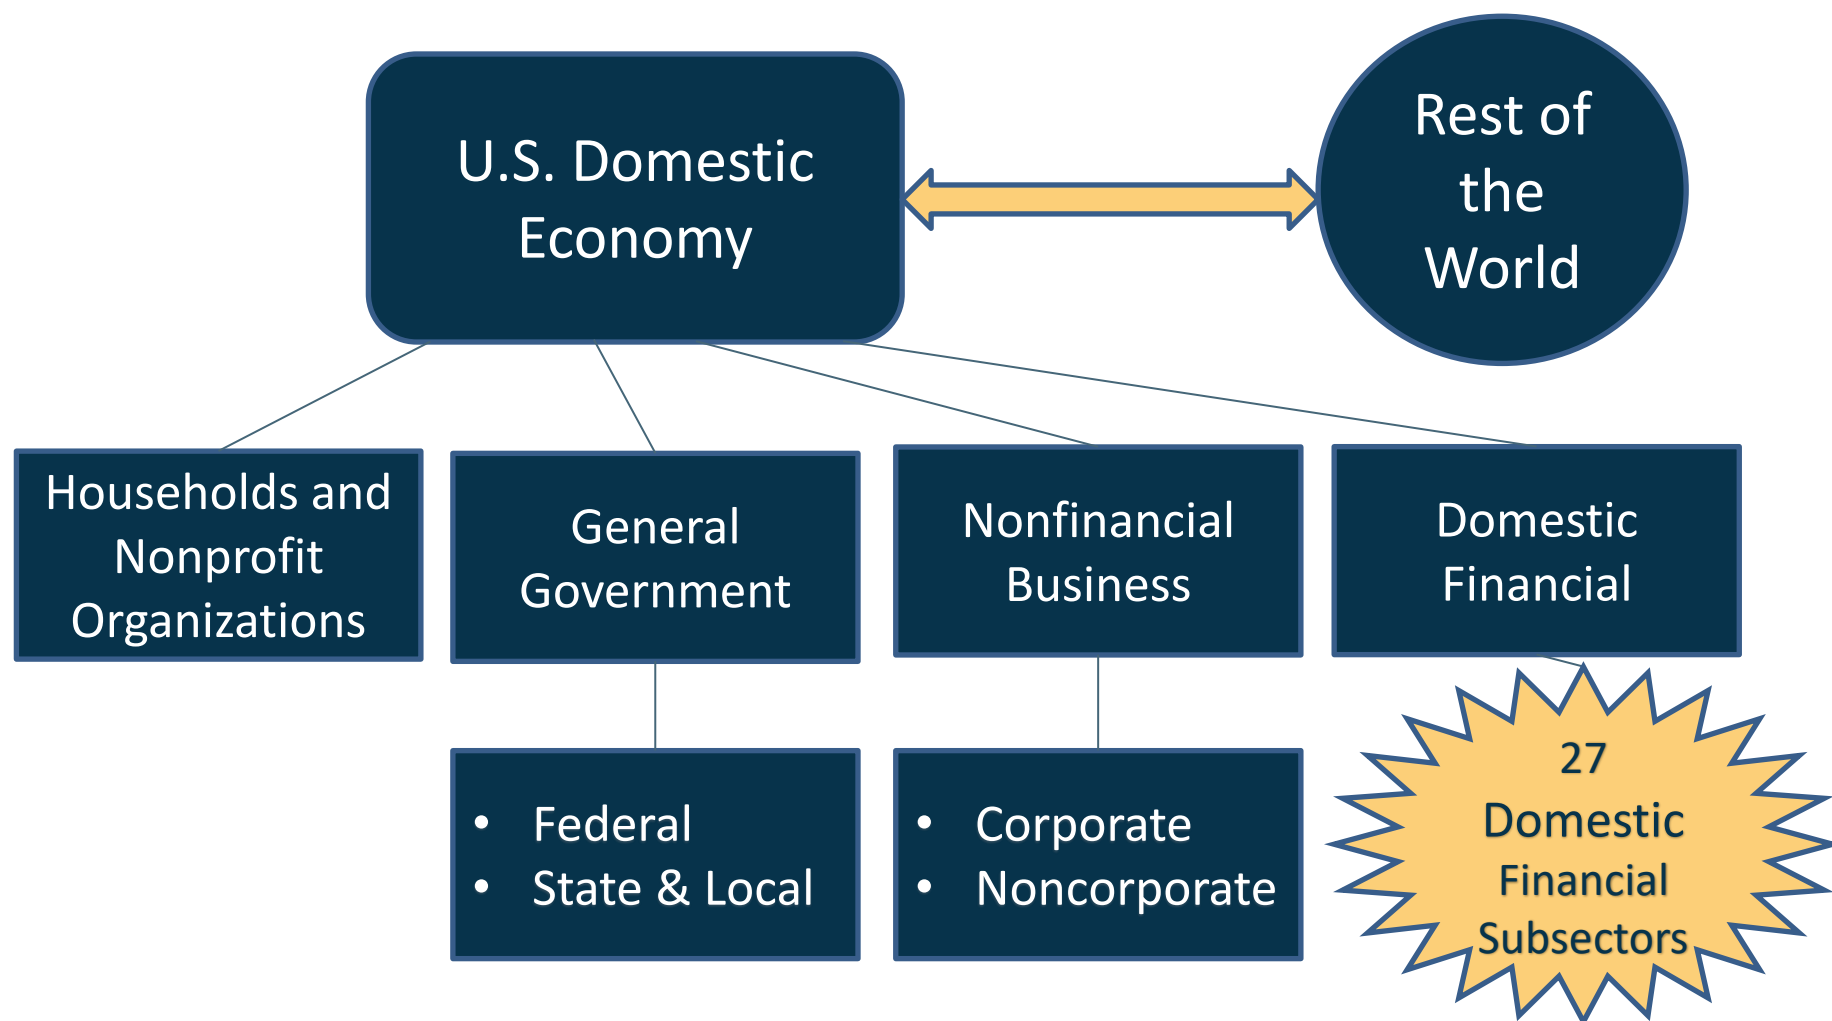 U.S. Domestic
Economy
Rest of
the
World
Households and
Nonprofit
Organizations
General
Government
Nonfinancial
Business
Domestic
Financial
• Federal
• State & Local
• Corporate
• Noncorporate
27
Domestic
Financial
Subsectors